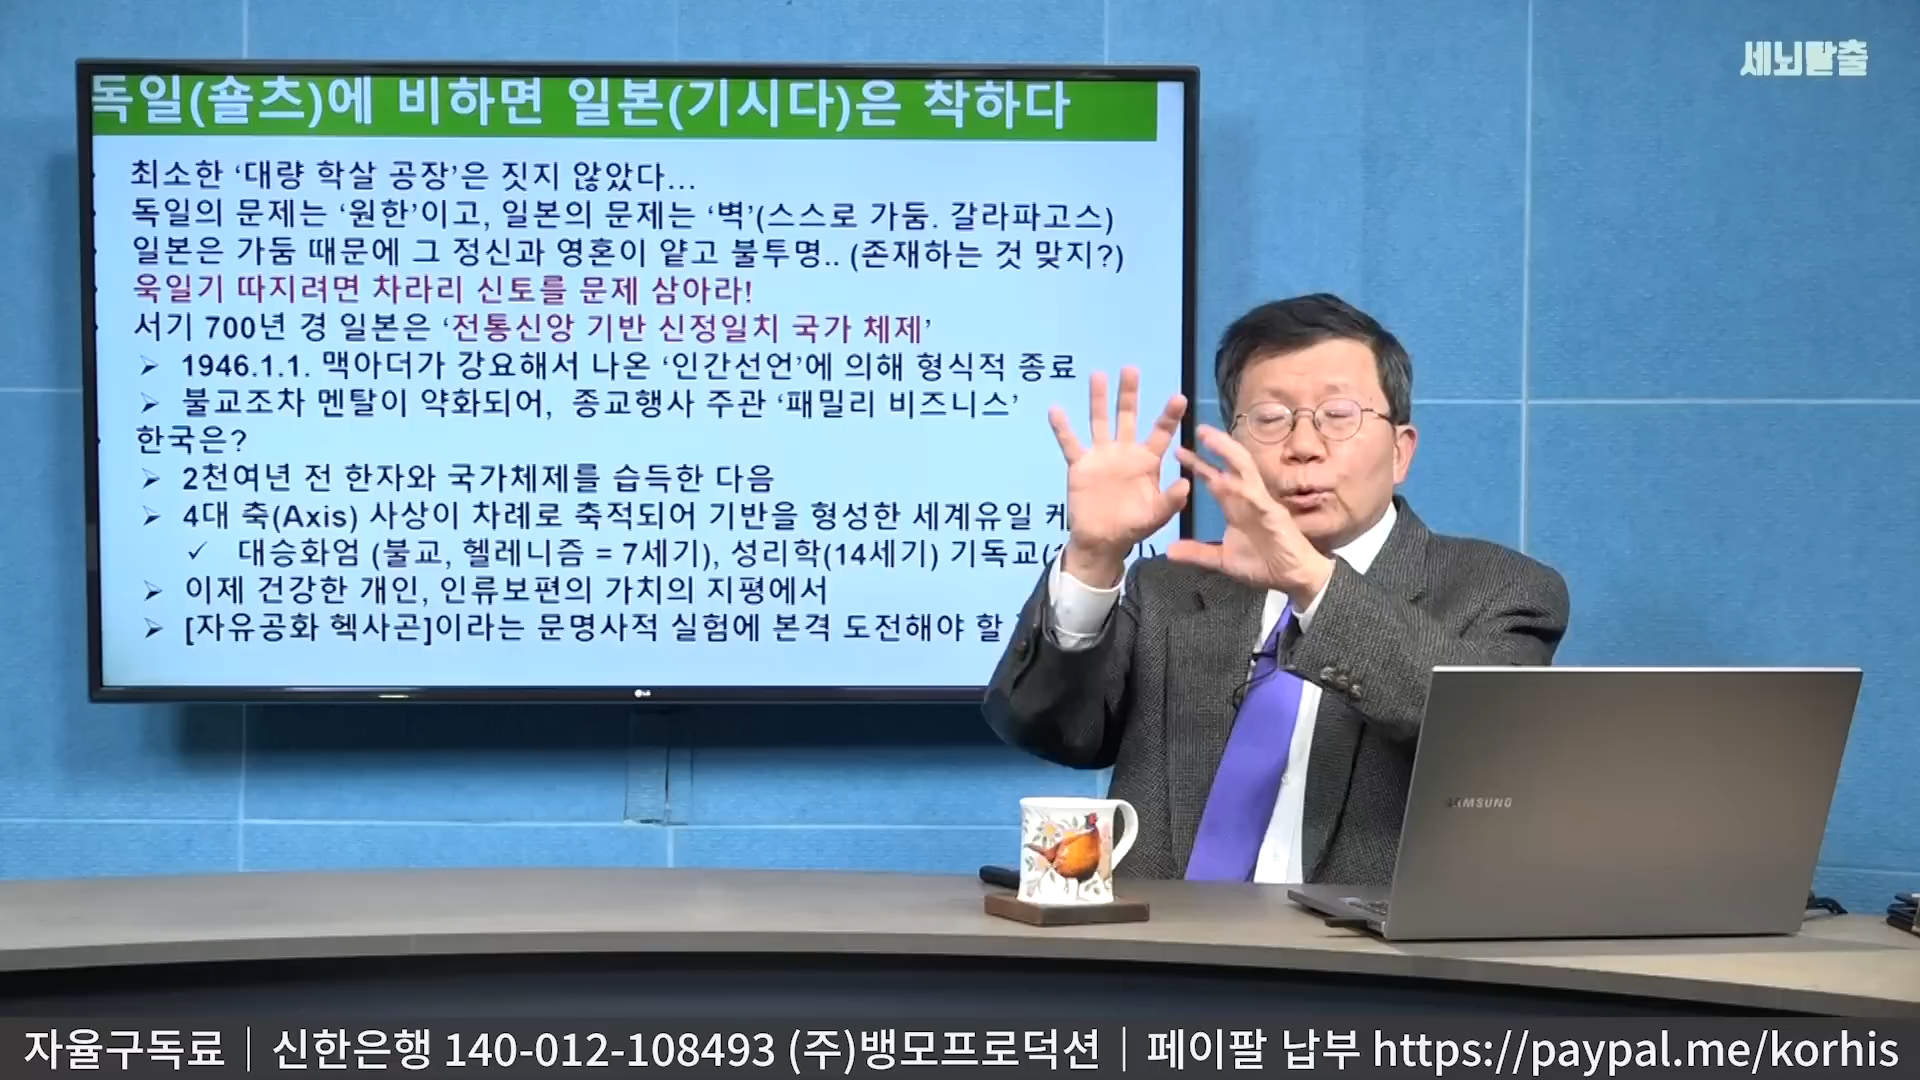 세뇌탈출
독일(숄츠)에 비하면 일본(기시다)은 착하다
최소한 ‘대량 학살 공장’은 짓지 않았다...
독일의 문제는 ‘원한’이고, 일본의 문제는 ‘벽’(스스로 가둠. 갈라파고스)
일본은 가둠 때문에 그 정신과 영혼이 얕고 불투명.. (존재하는 것 맞지?)
욱일기 따지려면 차라리 신토를 문제 삼아라!
서기 700년 경 일본은 ‘전통신앙 기반 신정일치 국가 체제’
➢ 1946.1.1. 맥아더가 강요해서 나온 ‘인간선언’에 의해 형식적 종료
➢ 불교조차 멘탈이 약화되어, 종교행사 주관 ‘패밀리 비즈니스’
한국은?
➢ 2천여년 전 한자와 국가체제를 습득한 다음
➢ 4대 축(Axis) 사상이 차례로 축적되어 기반을 형성한 세계유일
✓ 대승화엄 (불교, 헬레니즘 = 7세기), 성리학(14세기) 기독교(
➢ 이제 건강한 개인, 인류보편의 가치의 지평에서
➢ [자유공화 헥사곤]이라는 문명사적 실험에 본격 도전해야 할
LG
SAMSUNG
자율구독료｜신한은행 140-012-108493 (주)뱅모프로덕션｜페이팔 납부 https://paypal.me/korhis